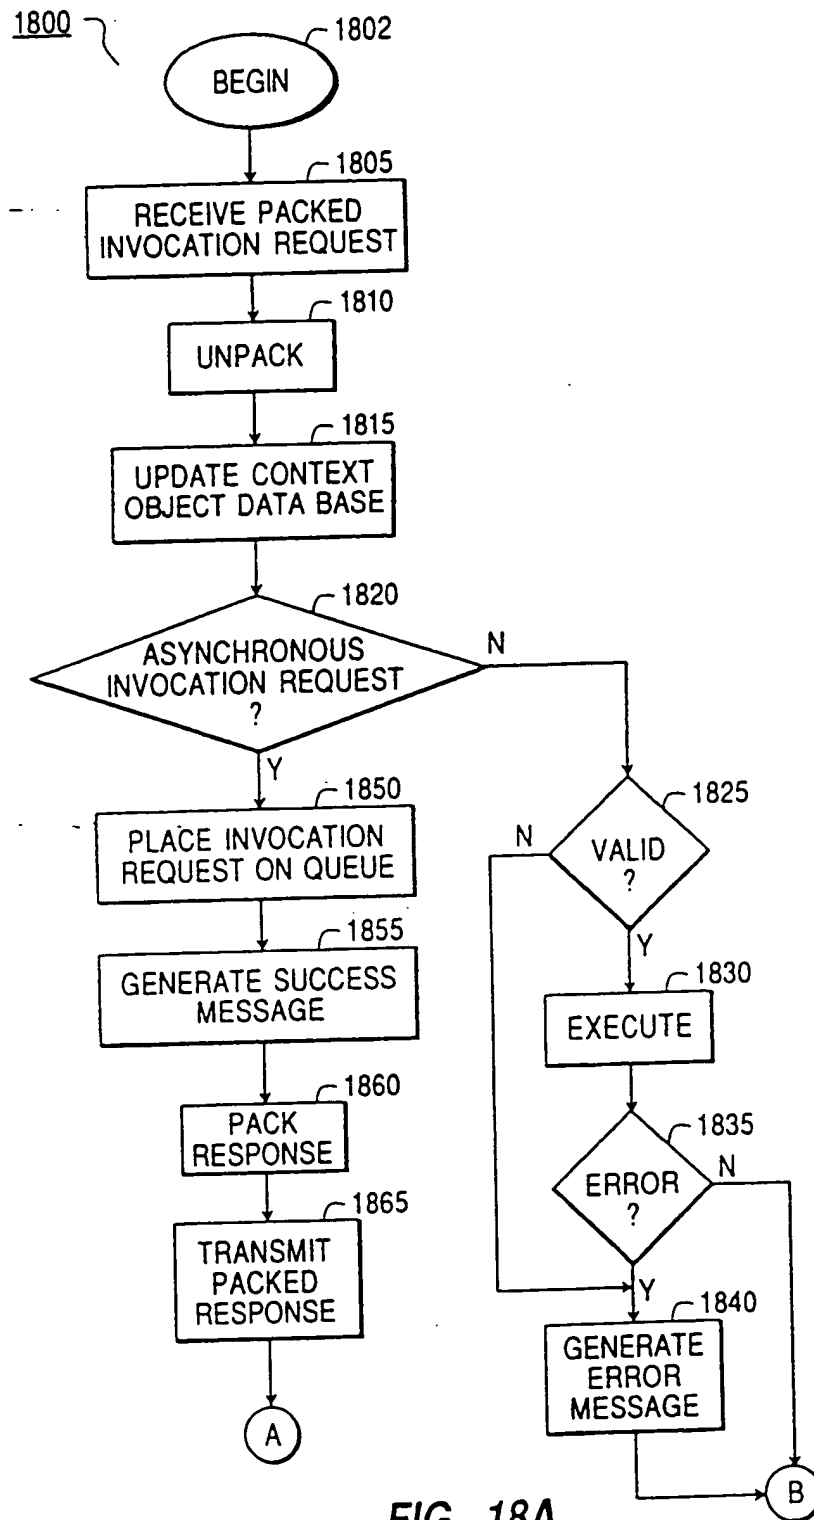 1800
1802
BEGIN
1805
RECEIVE PACKED
INVOCATION REQUEST
1810
UNPACK
1815
UPDATE CONTEXT
OBJECT DATA BASE
1820
ASYNCHRONOUS
INVOCATION REQUEST
?
N
Y
1850
PLACE INVOCATION
REQUEST ON QUEUE
1855
GENERATE SUCCESS
MESSAGE
1860
PACK
RESPONSE
1865
TRANSMIT
PACKED
RESPONSE
A
1825
VALID
?
N
Y
1830
EXECUTE
1835
ERROR
?
N
Y
1840
GENERATE
ERROR
MESSAGE
B
FIG. 18A